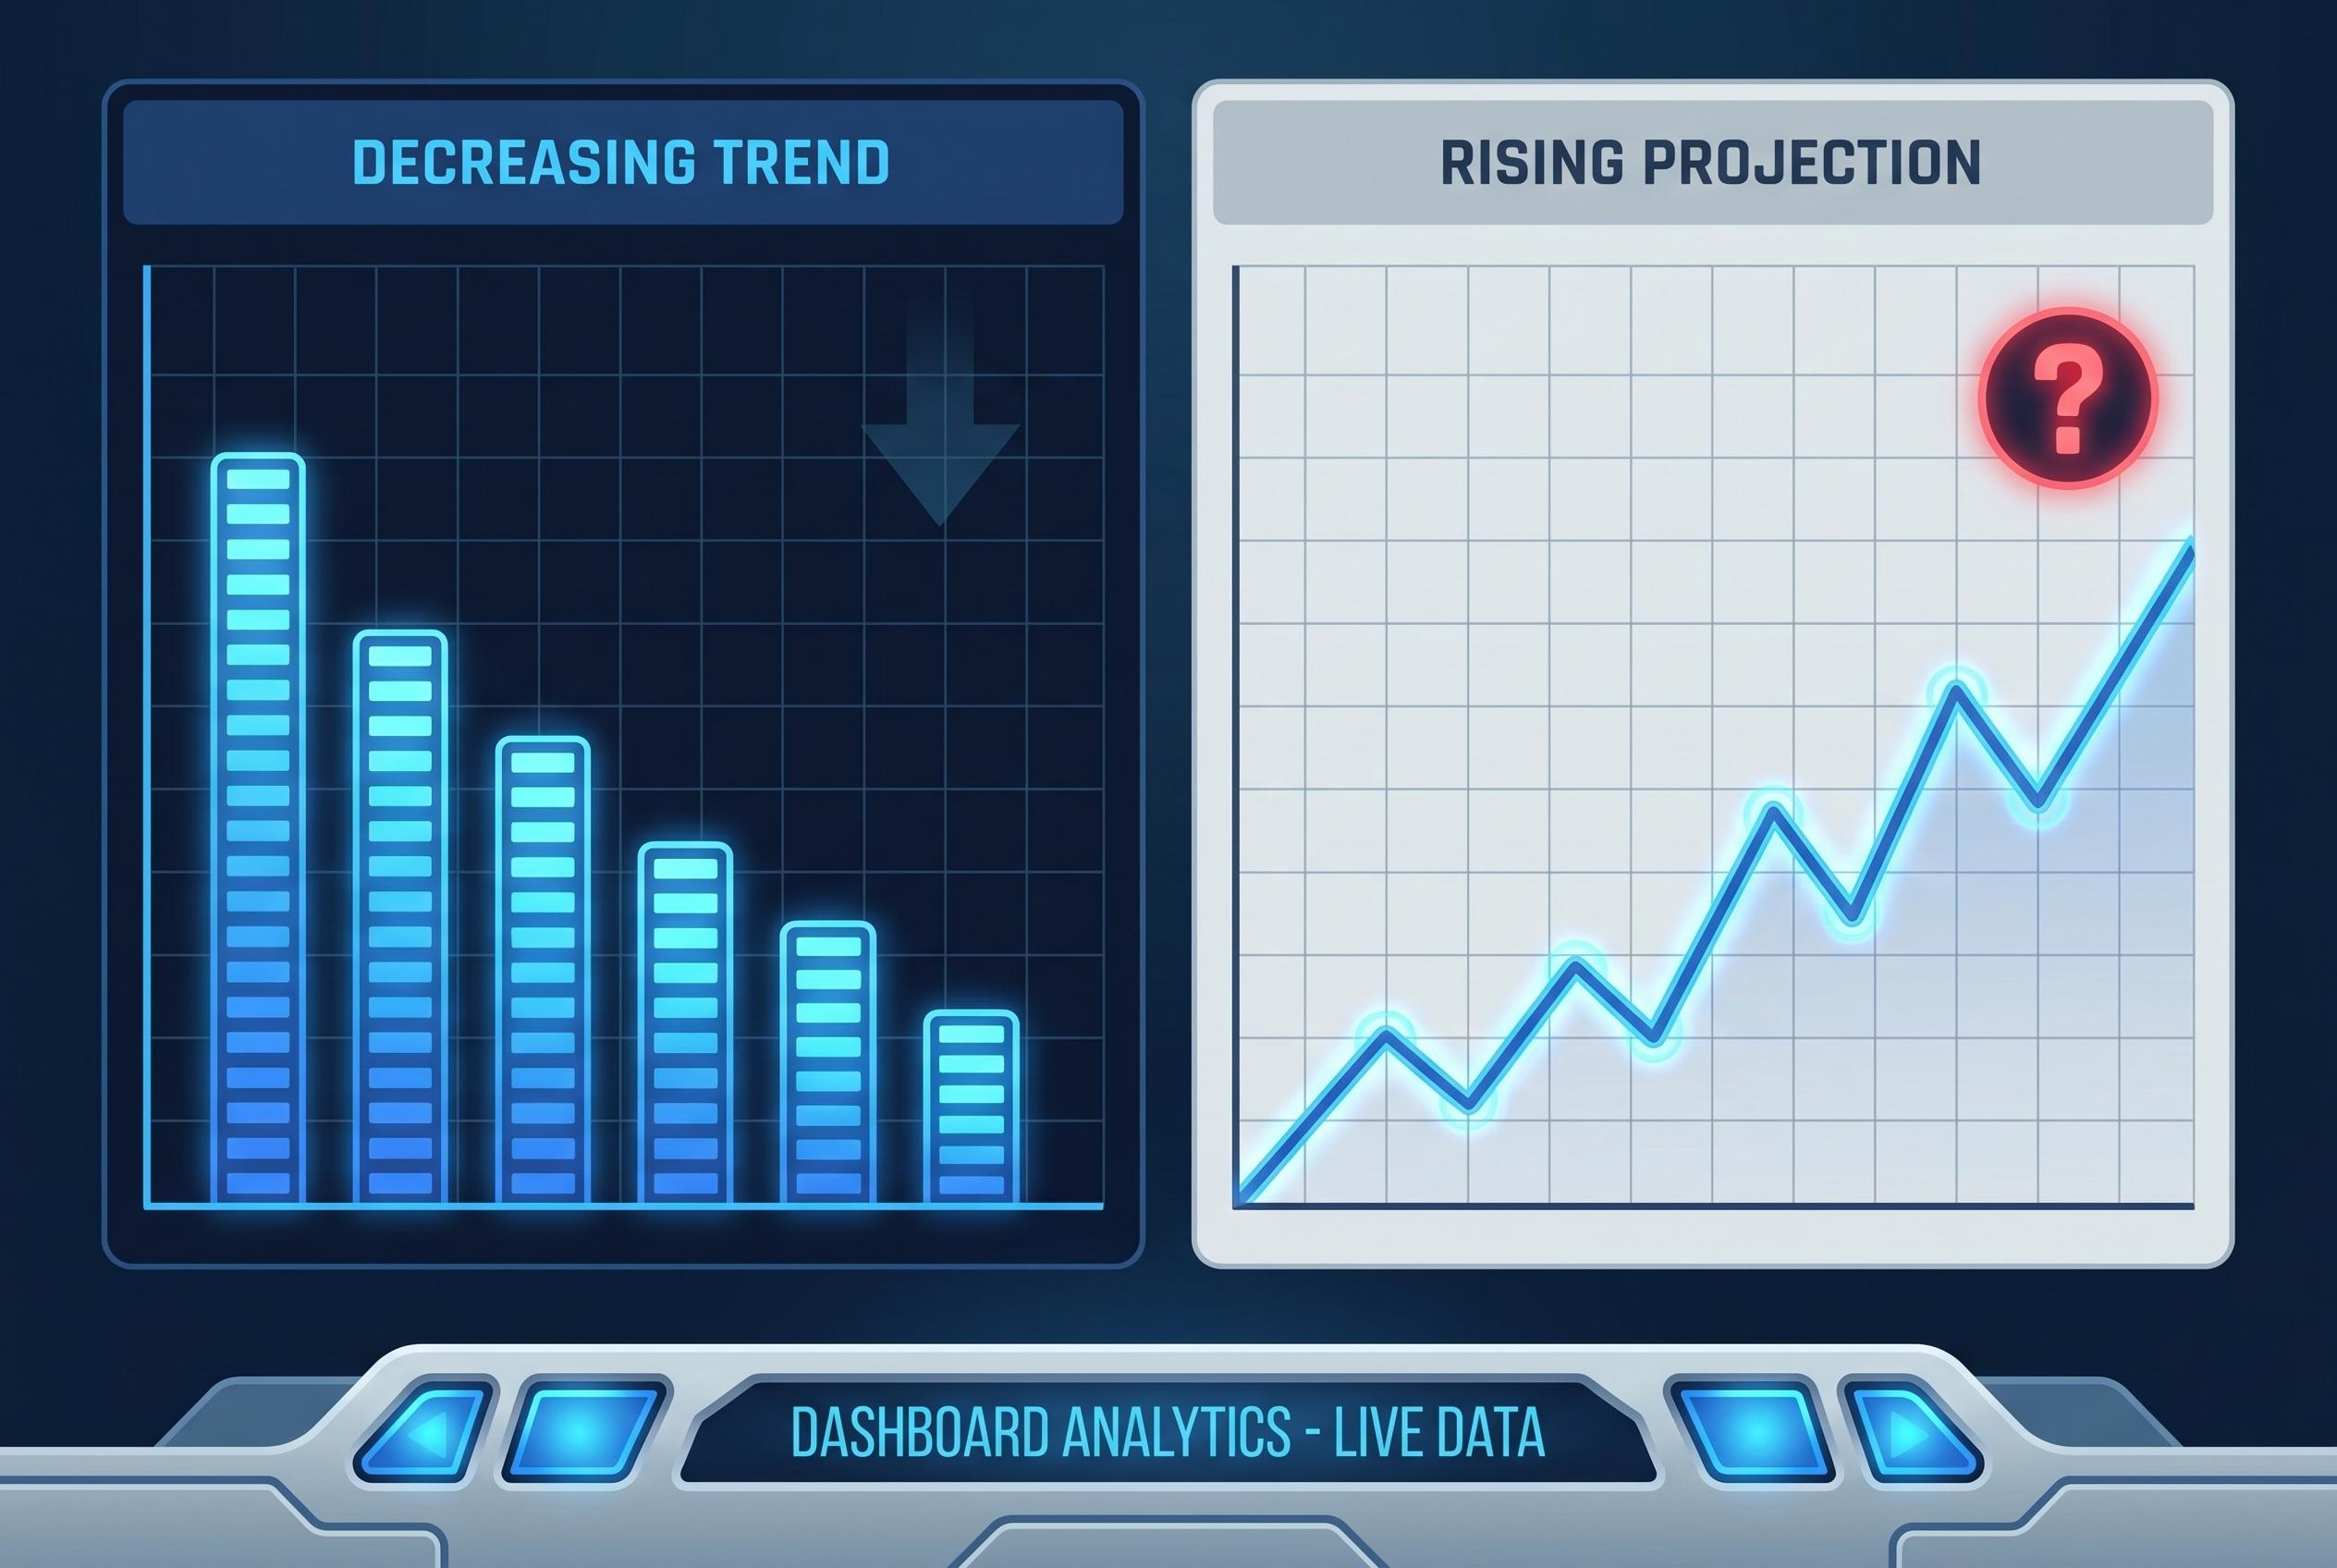 DECREASING TREND
RISING PROJECTION
?
DASHBOARD ANALYTICS - LIVE DATA